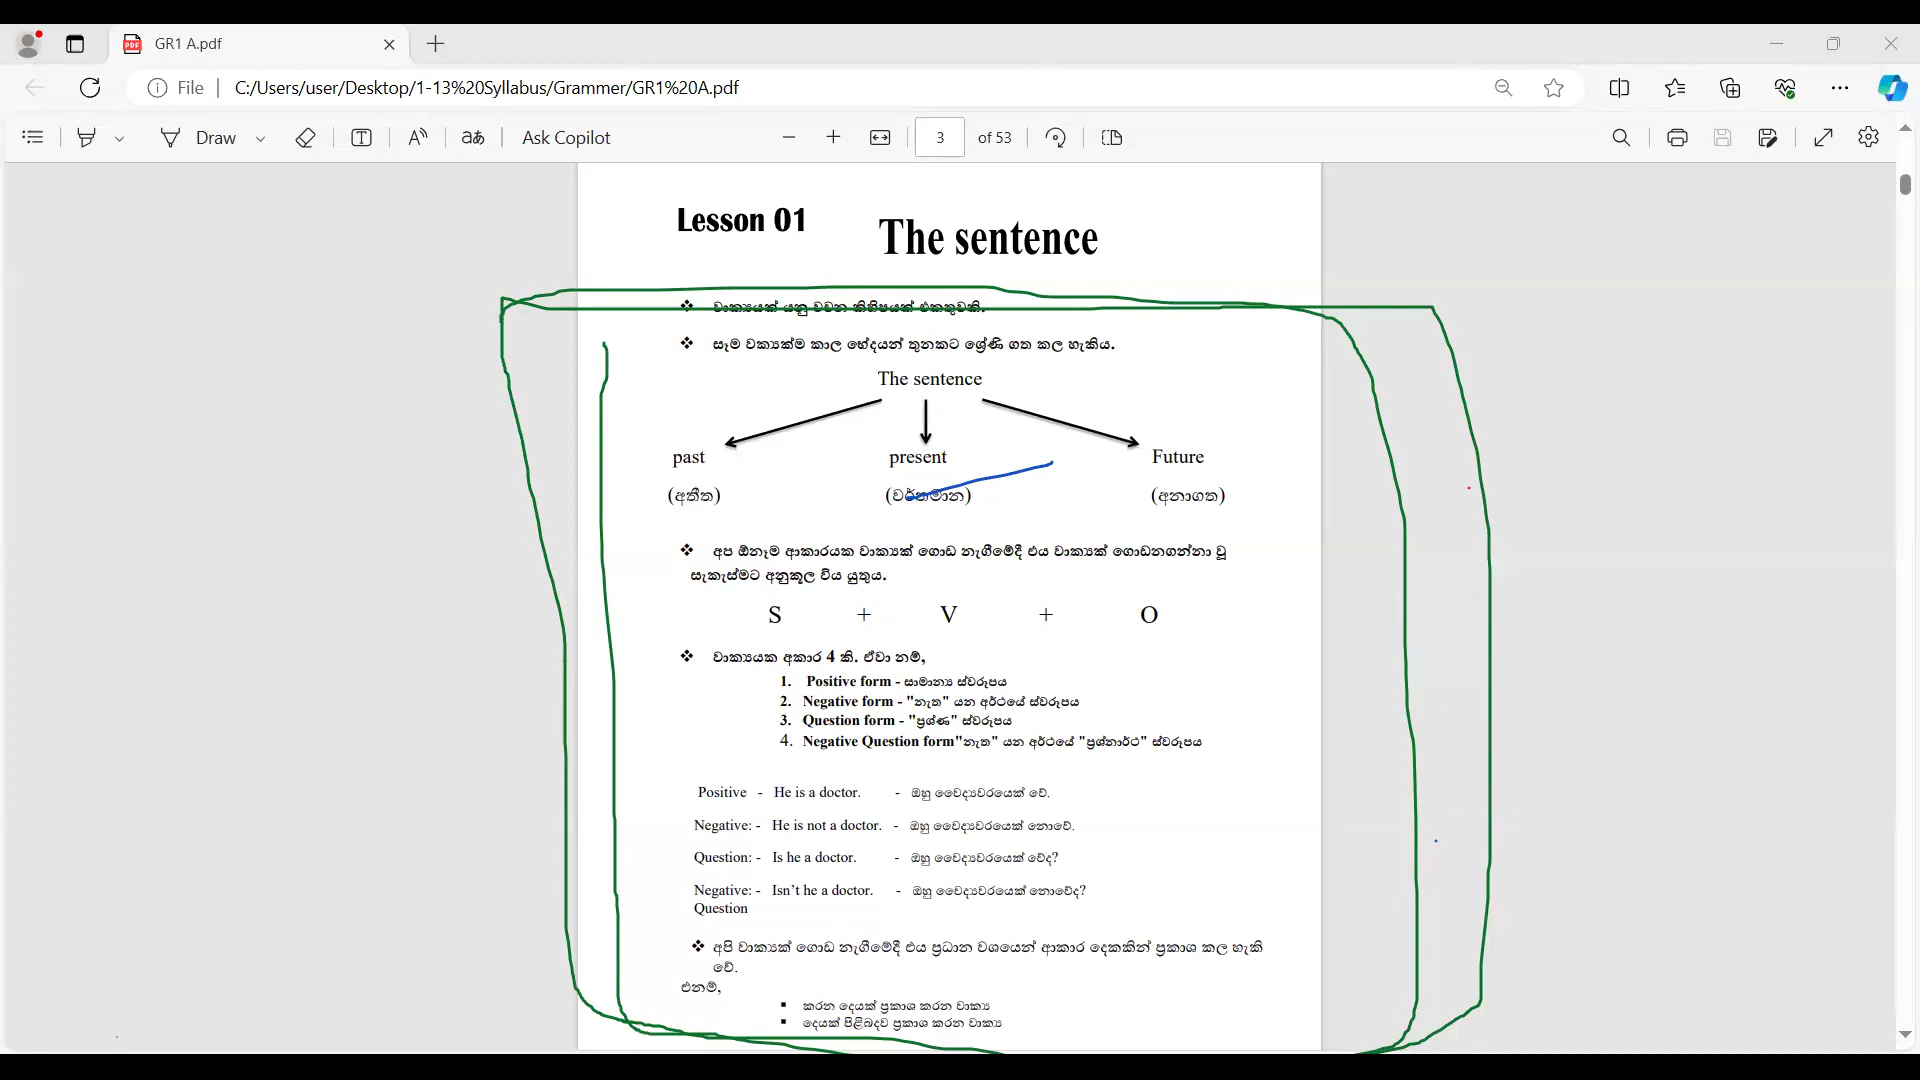 GR1 A.pdf
File
C:/Users/user/Desktop/1-13%20Syllabus/Grammer/GR1%20A.pdf
Draw
aあ
Ask Copilot
3 of 53
Lesson 01
The sentence
❖ වාක්‍යයක් යනු වචන කිහිපයක් එකතුවකි.
❖ සෑම වක්‍යක්ම කාල භේදයන් තුනකට ශ්‍රේණි ගත කල හැකිය.
The sentence
past present Future
(අතීත) (වර්තමාන) (අනාගත)
❖ අප ඕනෑම ආකාරයක වාක්‍යක් ගොඩ නැගීමේදී එය වාක්‍යක් ගොඩනගන්නා වූ
සැකැස්මට අනුකූල විය යුතුය.
S + V + O
❖ වාක්‍යයක අකාර 4 කි. ඒවා නම්,
1. Positive form - සාමාන්‍ය ස්වරූපය
2. Negative form - "නැත" යන අර්ථයේ ස්වරූපය
3. Question form - "ප්‍රශ්ණ" ස්වරූපය
4. Negative Question form"නැත" යන අර්ථයේ "ප්‍රශ්නාර්ථ" ස්වරූපය
Positive - He is a doctor. - ඔහු වෛද්‍යවරයෙක් වේ.
Negative: - He is not a doctor. - ඔහු වෛද්‍යවරයෙක් නොවේ.
Question: - Is he a doctor. - ඔහු වෛද්‍යවරයෙක් වේද?
Negative: - Isn’t he a doctor. - ඔහු වෛද්‍යවරයෙක් නොවේද?
Question
❖ අපි වාක්‍යක් ගොඩ නැගීමේදී එය ප්‍රධාන වශයෙන් ආකාර දෙකකින් ප්‍රකාශ කල හැකි
වේ.
එනම්,
▪ කරන දෙයක් ප්‍රකාශ කරන වාක්‍ය
▪ දෙයක් පිළිබදව ප්‍රකාශ කරන වාක්‍ය